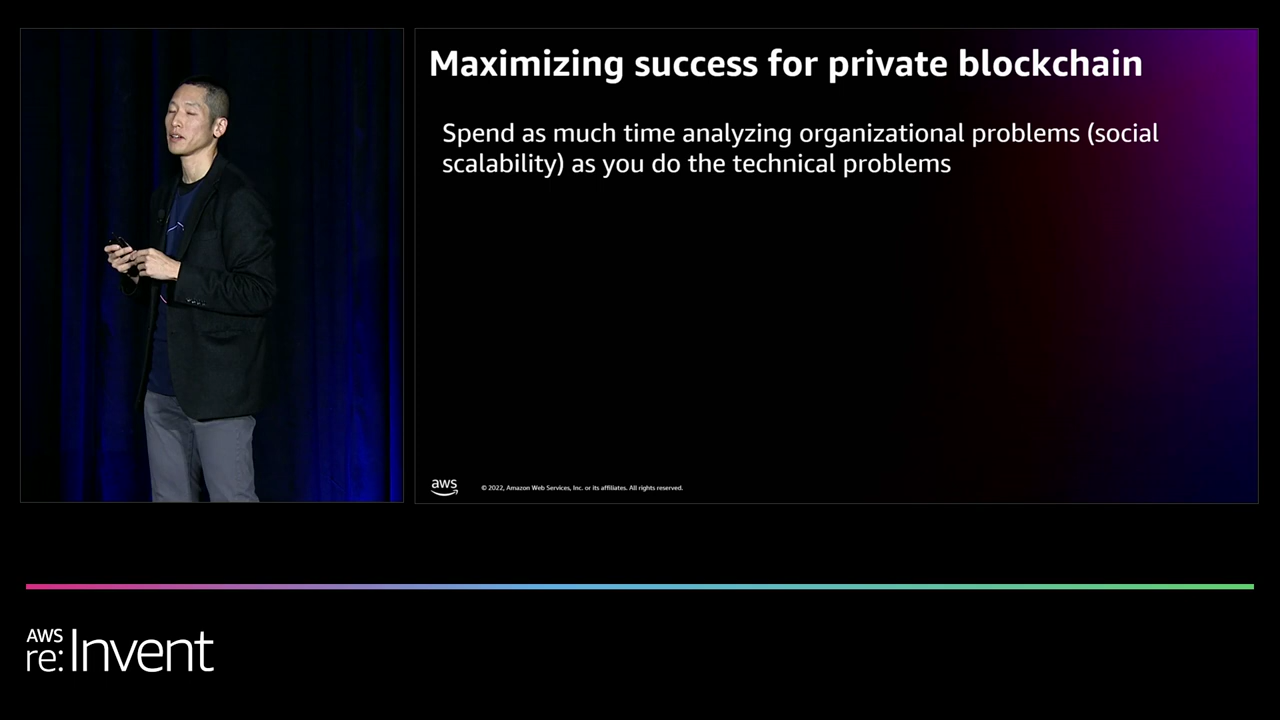 Maximizing success for private blockchain
Spend as much time analyzing organizational problems (social
scalability) as you do the technical problems
aws
© 2022, Amazon Web Services, Inc. or its affiliates. All rights reserved.
AWS
re:Invent